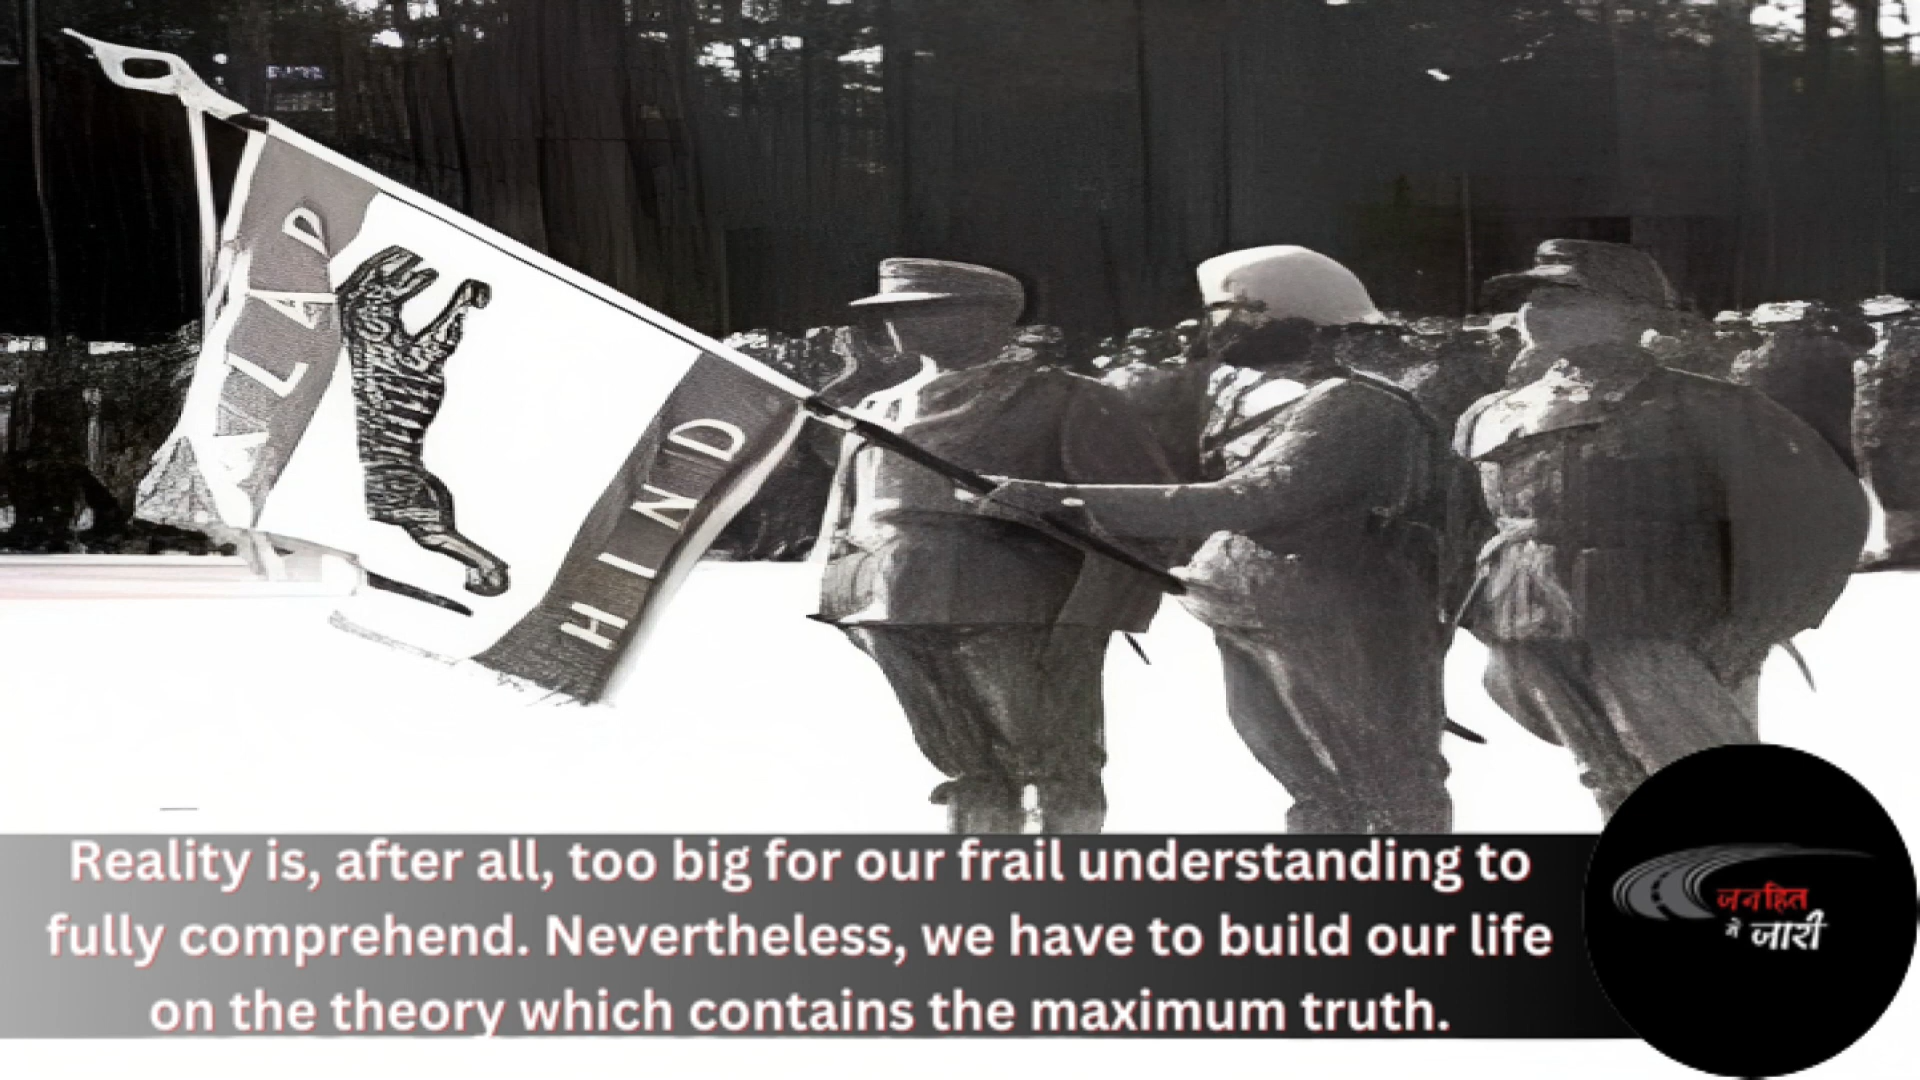 HIND
Reality is, after all, too big for our frail understanding to
fully comprehend. Nevertheless, we have to build our life
on the theory which contains the maximum truth.
जनहित
में जारी